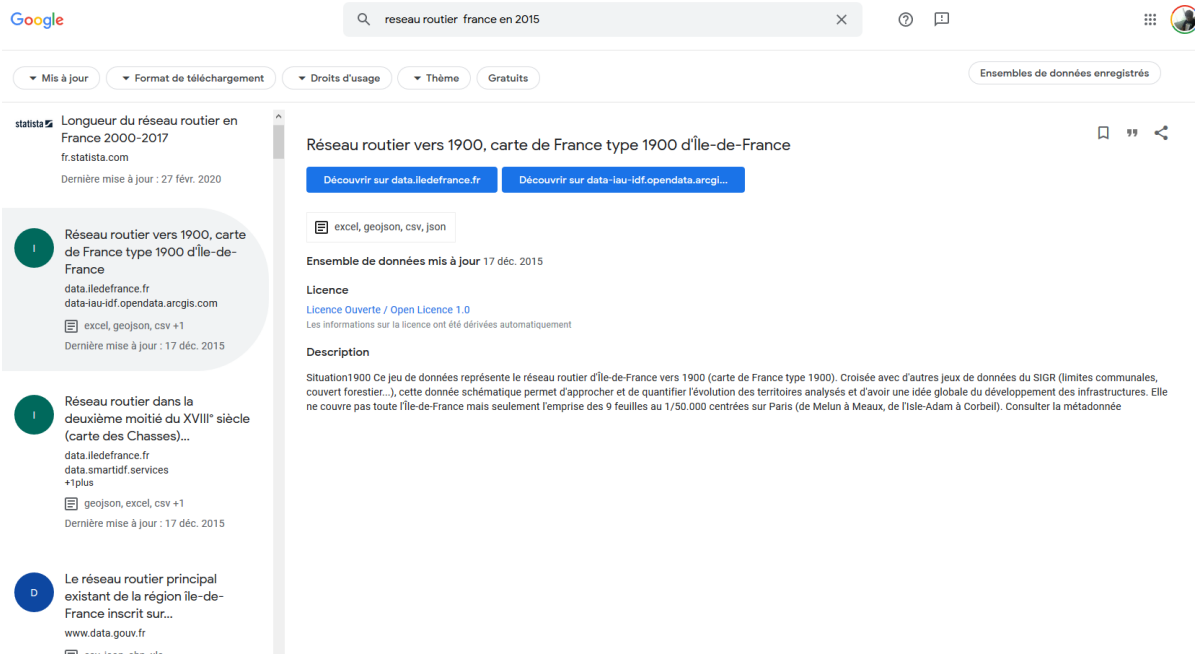 Google
reseau routier  france en 2015
Mis à jour
Format de téléchargement
Droits d'usage
Thème
Gratuits
Ensembles de données enregistrés
statista
Longueur du réseau routier en
France 2000-2017
fr.statista.com
Dernière mise à jour : 27 févr. 2020
I
Réseau routier vers 1900, carte
de France type 1900 d'Île-de-
France
data.iledefrance.fr
data-iau-idf.opendata.arcgis.com
excel, geojson, csv +1
Dernière mise à jour : 17 déc. 2015
I
Réseau routier dans la
deuxième moitié du XVIII° siècle
(carte des Chasses)...
data.iledefrance.fr
data.smartidf.services
+1plus
geojson, excel, csv +1
Dernière mise à jour : 17 déc. 2015
D
Le réseau routier principal
existant de la région île-de-
France inscrit sur...
www.data.gouv.fr
Réseau routier vers 1900, carte de France type 1900 d'Île-de-France
Découvrir sur data.iledefrance.fr
Découvrir sur data-iau-idf.opendata.arcgi...
excel, geojson, csv, json
Ensemble de données mis à jour 17 déc. 2015
Licence
Licence Ouverte / Open Licence 1.0
Les informations sur la licence ont été dérivées automatiquement
Description
Situation1900 Ce jeu de données représente le réseau routier d'Île-de-France vers 1900 (carte de France type 1900). Croisée avec d'autres jeux de données du SIGR (limites communales,
couvert forestier...), cette donnée schématique permet d'approcher et de quantifier l'évolution des territoires analysés et d'avoir une idée globale du développement des infrastructures. Elle
ne couvre pas toute l'Île-de-France mais seulement l'emprise des 9 feuilles au 1/50.000 centrées sur Paris (de Melun à Meaux, de l'Isle-Adam à Corbeil). Consulter la métadonnée